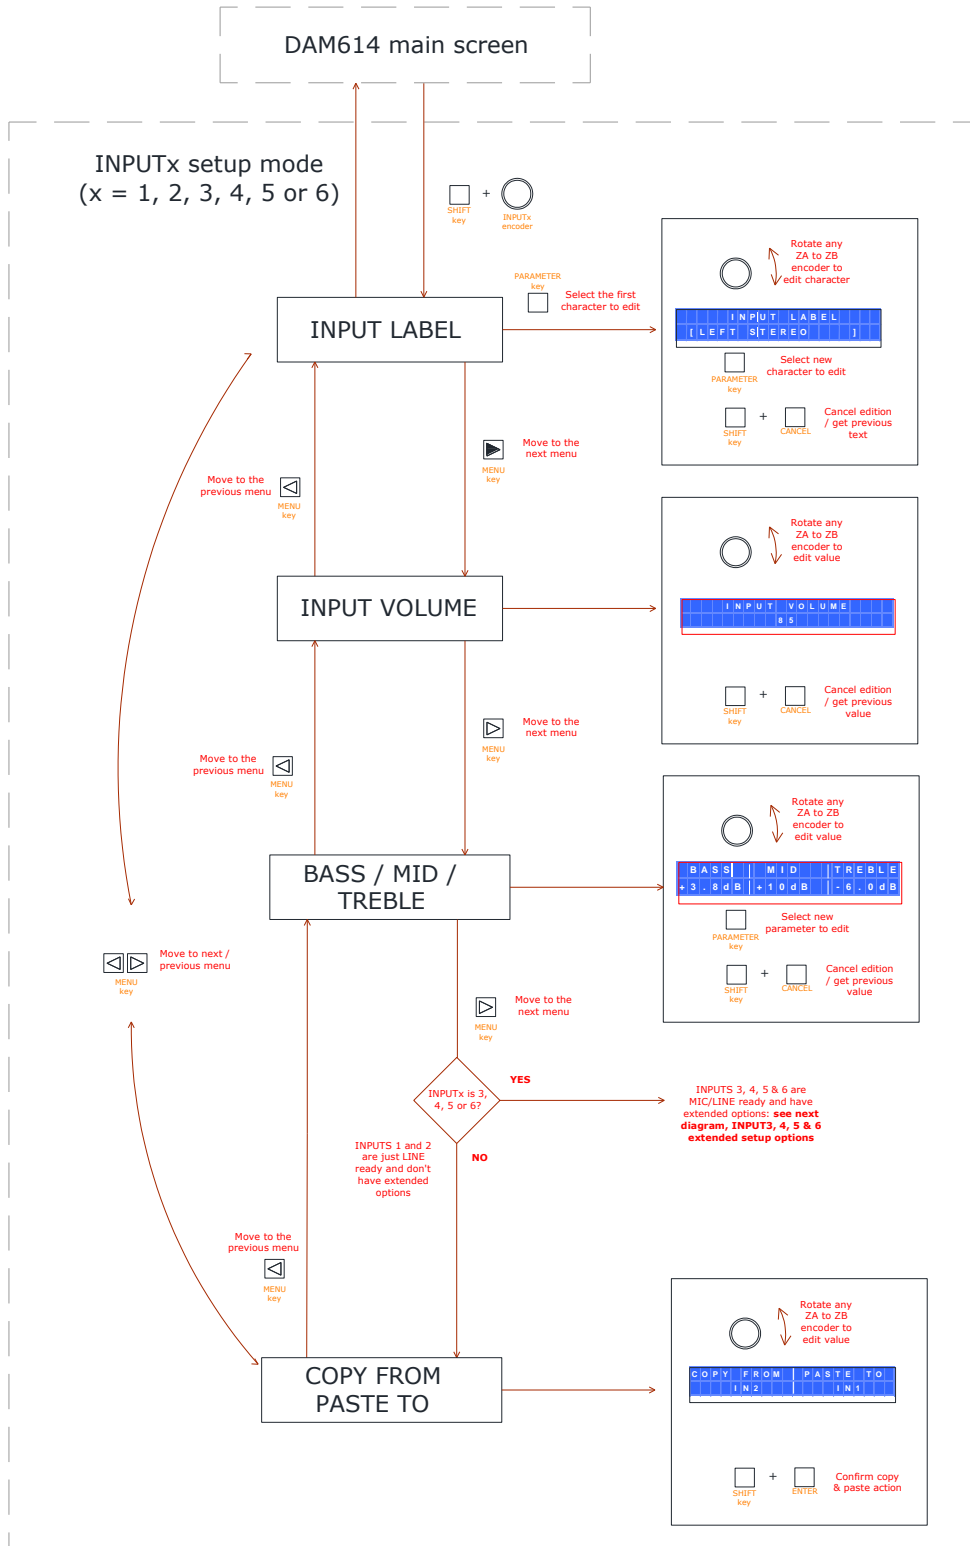 DAM614 main screen
INPUTx setup mode
(x = 1, 2, 3, 4, 5 or 6)
SHIFT
key
+
INPUTx
encoder
PARAMETER
key
Select the first
character to edit
INPUT LABEL
Rotate any
ZA to ZB
encoder to
edit character
INPUT LABEL
[LEFT STEREO ]
PARAMETER
key
Select new
character to edit
SHIFT
key
+
CANCEL
Cancel edition
/ get previous
text
MENU
key
Move to the
next menu
Move to the
previous menu
MENU
key
INPUT VOLUME
Rotate any
ZA to ZB
encoder to
edit value
INPUT VOLUME
85
SHIFT
key
+
CANCEL
Cancel edition
/ get previous
value
MENU
key
Move to the
next menu
Move to the
previous menu
MENU
key
BASS / MID /
TREBLE
Rotate any
ZA to ZB
encoder to
edit value
BASS | MID | TREBLE
+3.8dB | +10dB | -6.0dB
PARAMETER
key
Select new
parameter to edit
SHIFT
key
+
CANCEL
Cancel edition
/ get previous
value
MENU
key
Move to next /
previous menu
MENU
key
Move to the
next menu
INPUTx is 3,
4, 5 or 6?
YES
INPUTS 3, 4, 5 & 6 are
MIC/LINE ready and have
extended options: see next
diagram, INPUT3, 4, 5 & 6
extended setup options
INPUTS 1 and 2
are just LINE
ready and don't
have extended
options
NO
Move to the
previous menu
MENU
key
COPY FROM
PASTE TO
Rotate any
ZA to ZB
encoder to
edit value
COPY FROM | PASTE TO
IN2 | IN1
SHIFT
key
+
ENTER
Confirm copy
& paste action